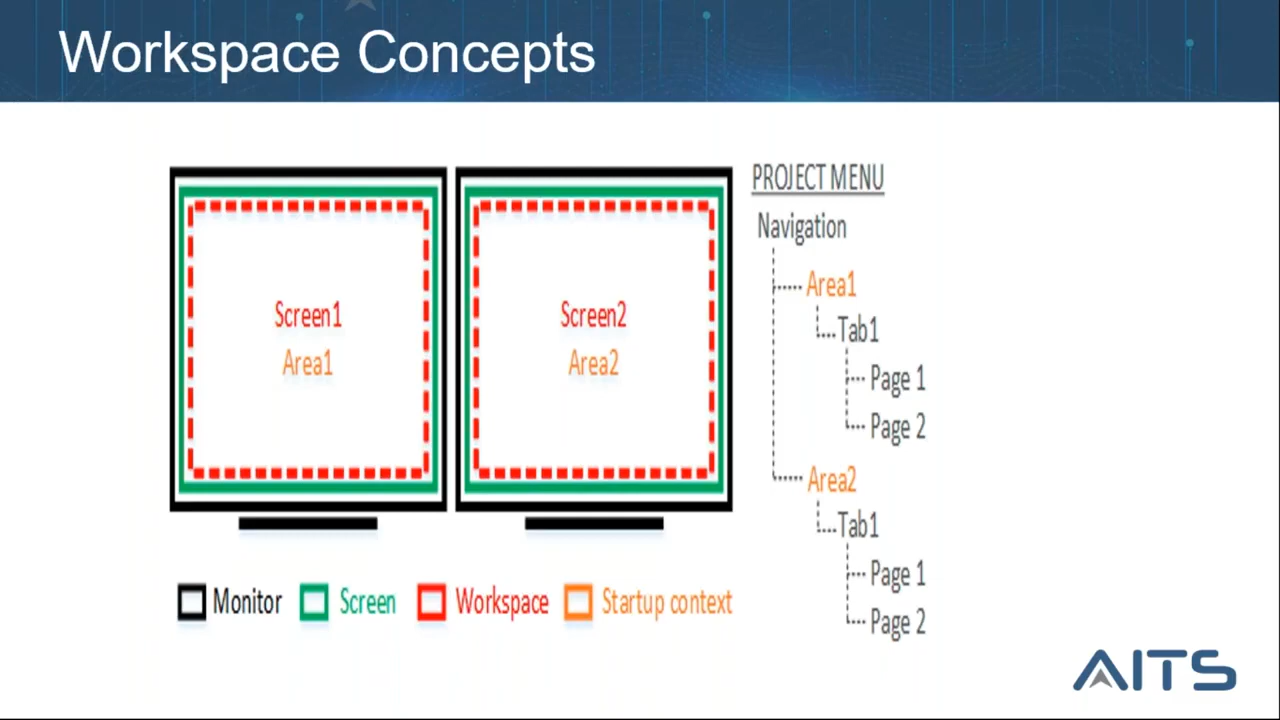 Workspace Concepts
Screen1
Area1
Screen2
Area2
PROJECT MENU
Navigation
Area1
Tab1
Page 1
Page 2
Area2
Tab1
Page 1
Page 2
Monitor Screen Workspace Startup context
AITS